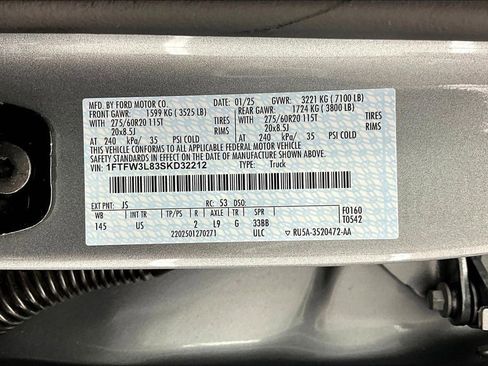 MFD. BY FORD MOTOR CO. DATE: 01/25 GVWR: 3221 KG ( 7100 LB)
FRONT GAWR: 1599 KG ( 3525 LB) REAR GAWR: 1724 KG ( 3800 LB)
WITH TIRES WITH TIRES
275/60R20 115T 275/60R20 115T
20x8.5J RIMS 20x8.5J RIMS
AT 240 kPa/ 35 PSI COLD AT 240 kPa/ 35 PSI COLD
THIS VEHICLE CONFORMS TO ALL APPLICABLE FEDERAL MOTOR
VEHICLE SAFETY AND THEFT PREVENTION STANDARDS IN EFFECT ON THE DATE OF MANUFACTURE SHOWN ABOVE.
VIN: 1FTFW3L83SKD32212 TYPE: Truck
EXT PNT: JS RC: 53 DSO:
WB INT TR TP/PS R AXLE TR SPR F0160
145 US 2 L9 G 33BB T0542
2202501270271 ULC ▽ RU5A-3520472-AA